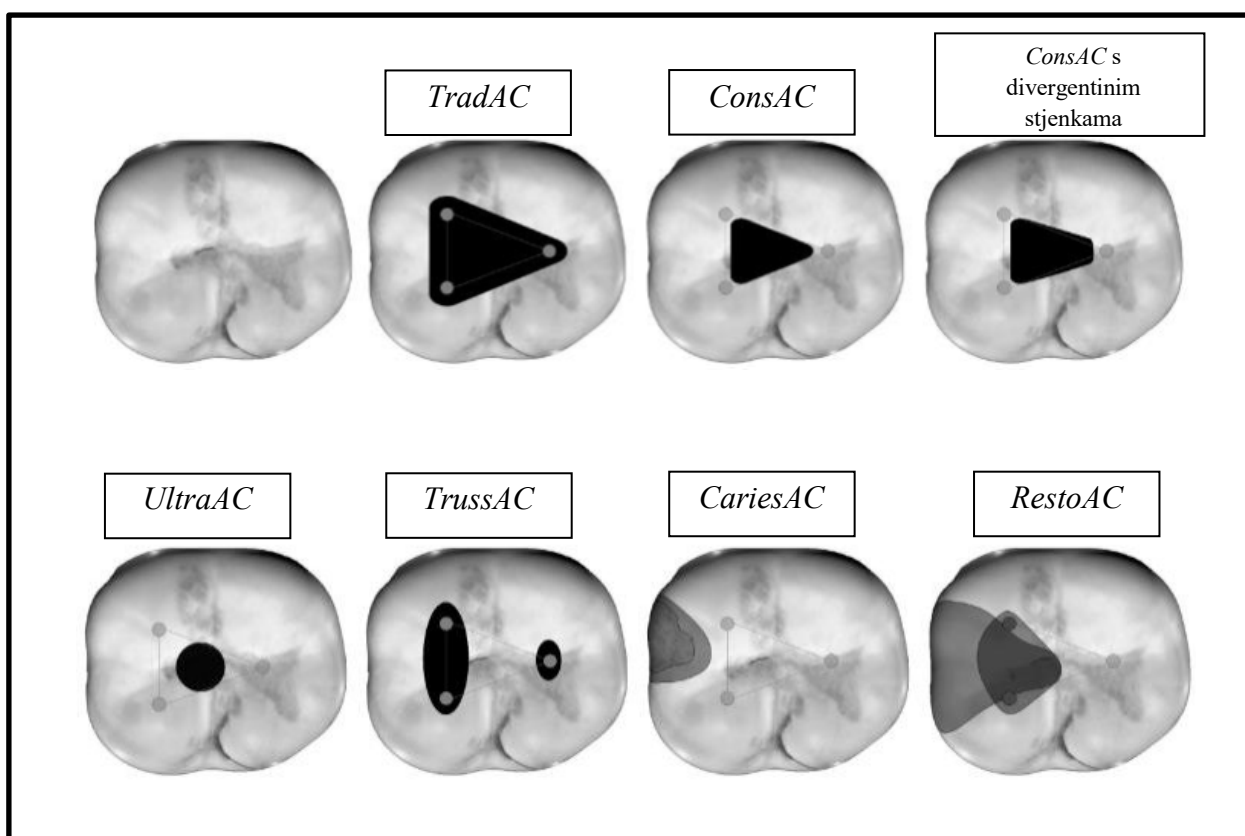 TradAC
ConsAC
ConsAC s
divergentinim
stjenkama
UltraAC
TrussAC
CariesAC
RestoAC